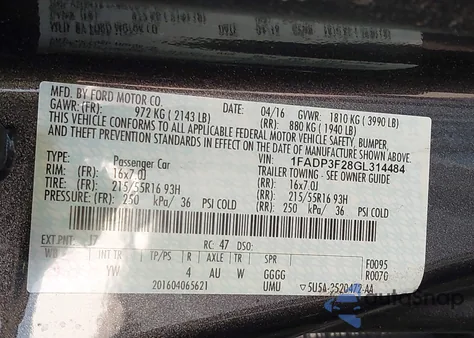 MFD. BY FORD MOTOR CO.
DATE: 04/16 GVWR: 1810 KG ( 3990 LB)
GAWR: (FR): 972 KG ( 2143 LB) (RR): 880 KG ( 1940 LB)
THIS VEHICLE CONFORMS TO ALL APPLICABLE FEDERAL MOTOR VEHICLE SAFETY, BUMPER,
AND THEFT PREVENTION STANDARDS IN EFFECT ON THE DATE OF MANUFACTURE SHOWN ABOVE.
VIN: 1FADP3F28GL314484
TYPE: Passenger Car TRAILER TOWING - SEE OWNER GUIDE
RIM: (FR): 16x7.0J (RR): 16x7.0J
TIRE: (FR): 215/55R16 93H (RR): 215/55R16 93H
PRESSURE: (FR): 250 kPa/ 36 PSI COLD (RR): 250 kPa/ 36 PSI COLD
EXT PNT: RC: 47 DSO: F0095
WB INT TR TP/PS R AXLE TR W R0070
YW 4 AU W GGGG
201604065621 UMU 5U5A-2520472-AA
autoSnap